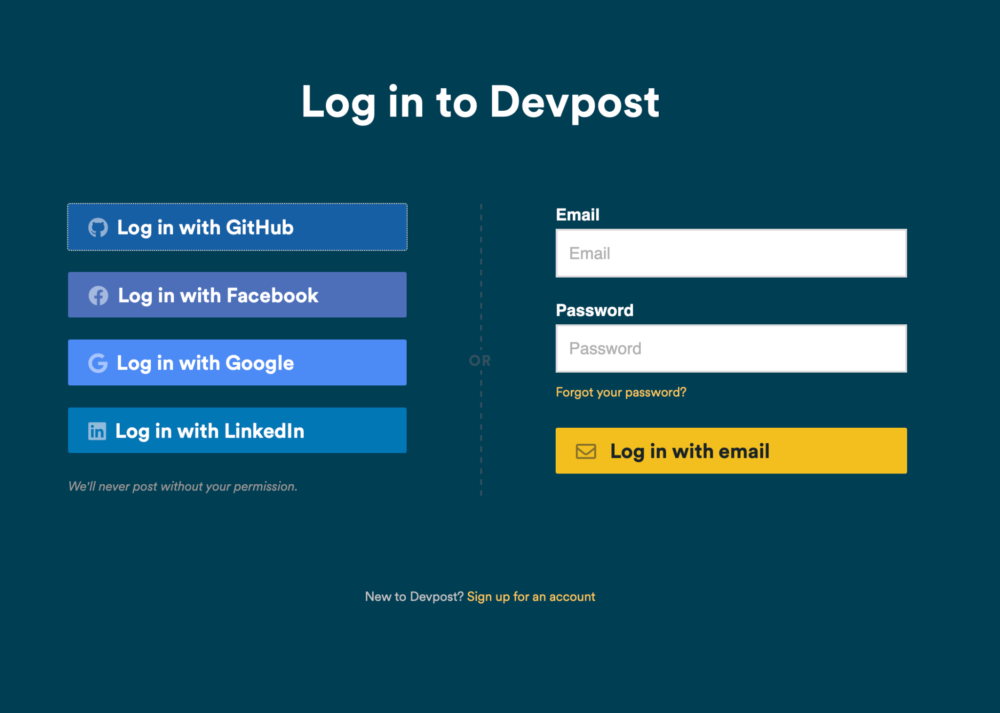 Log in to Devpost
Log in with GitHub
Log in with Facebook
Log in with Google
Log in with LinkedIn
We'll never post without your permission.
OR
Email
Email
Password
Password
Forgot your password?
Log in with email
New to Devpost? Sign up for an account